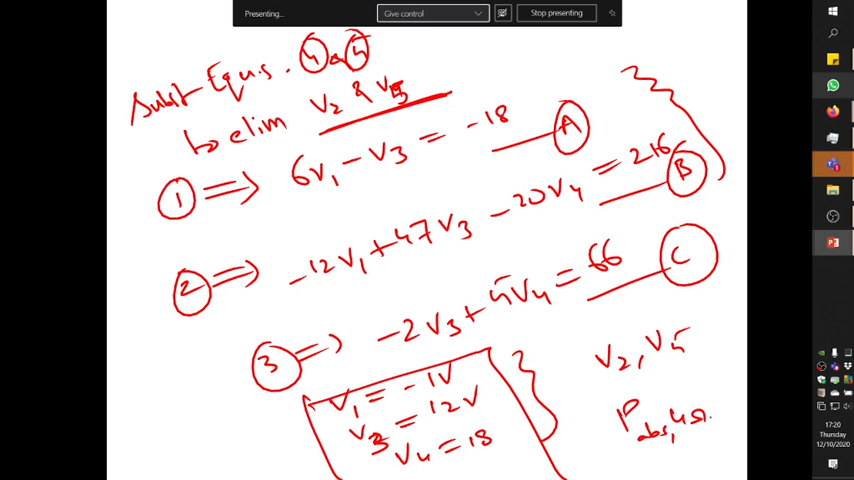 Presenting...
Give control
Stop presenting
Subst Equs. 4 & 5
to elim V2 & V5
1 ⇒ 6V1 - V3 = -18 A
2 ⇒ -12V1 + 47V3 - 20V4 = 216 B
3 ⇒ -2V3 + 5V4 = 66 C
V1 = -1V
V3 = 12V
V4 = 18
V2, V5
P abs, 4Ω.
17:20
Thursday
12/10/2020